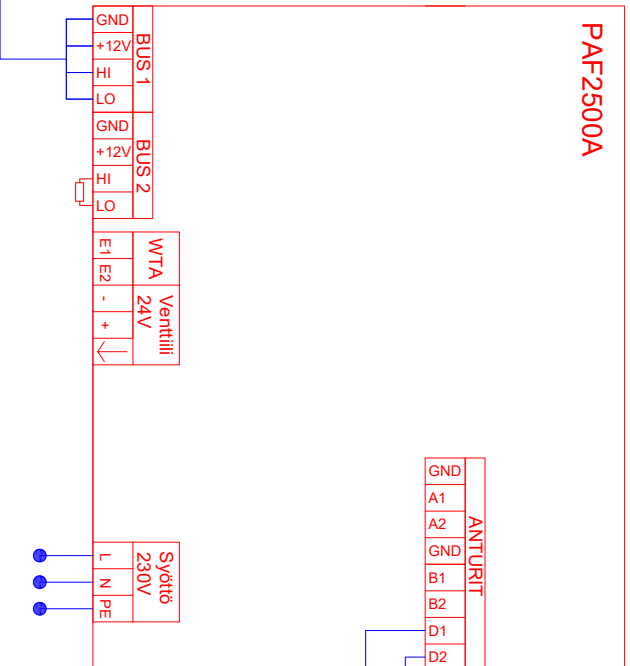 PAF2500A
BUS 1
GND
+12V
HI
LO
BUS 2
GND
+12V
HI
LO
WTA
E1
E2
Venttiili
24V
-
+
Syöttö
230V
L
N
PE
ANTURIT
GND
A1
A2
GND
B1
B2
D1
D2